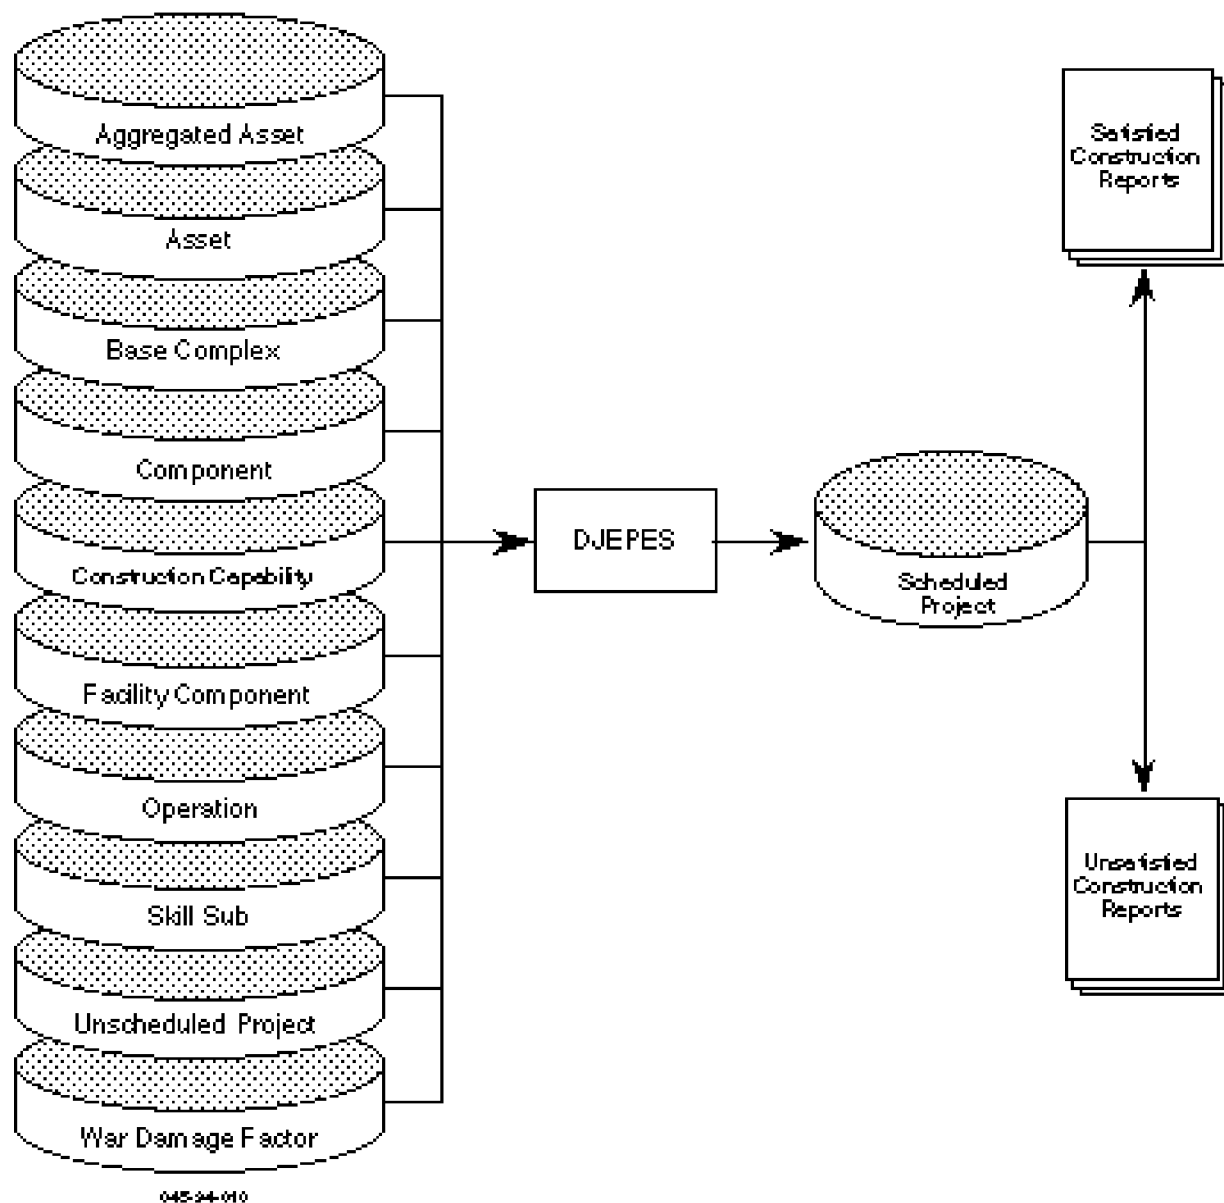 Aggregated Asset
Asset
Base Complex
Component
Construction Capability
Facility Component
Operation
Skill Sub
Unscheduled Project
War Damage Factor
DJEPES
Scheduled
Project
Satisfied
Construction
Reports
Unsatisfied
Construction
Reports
045-94-010